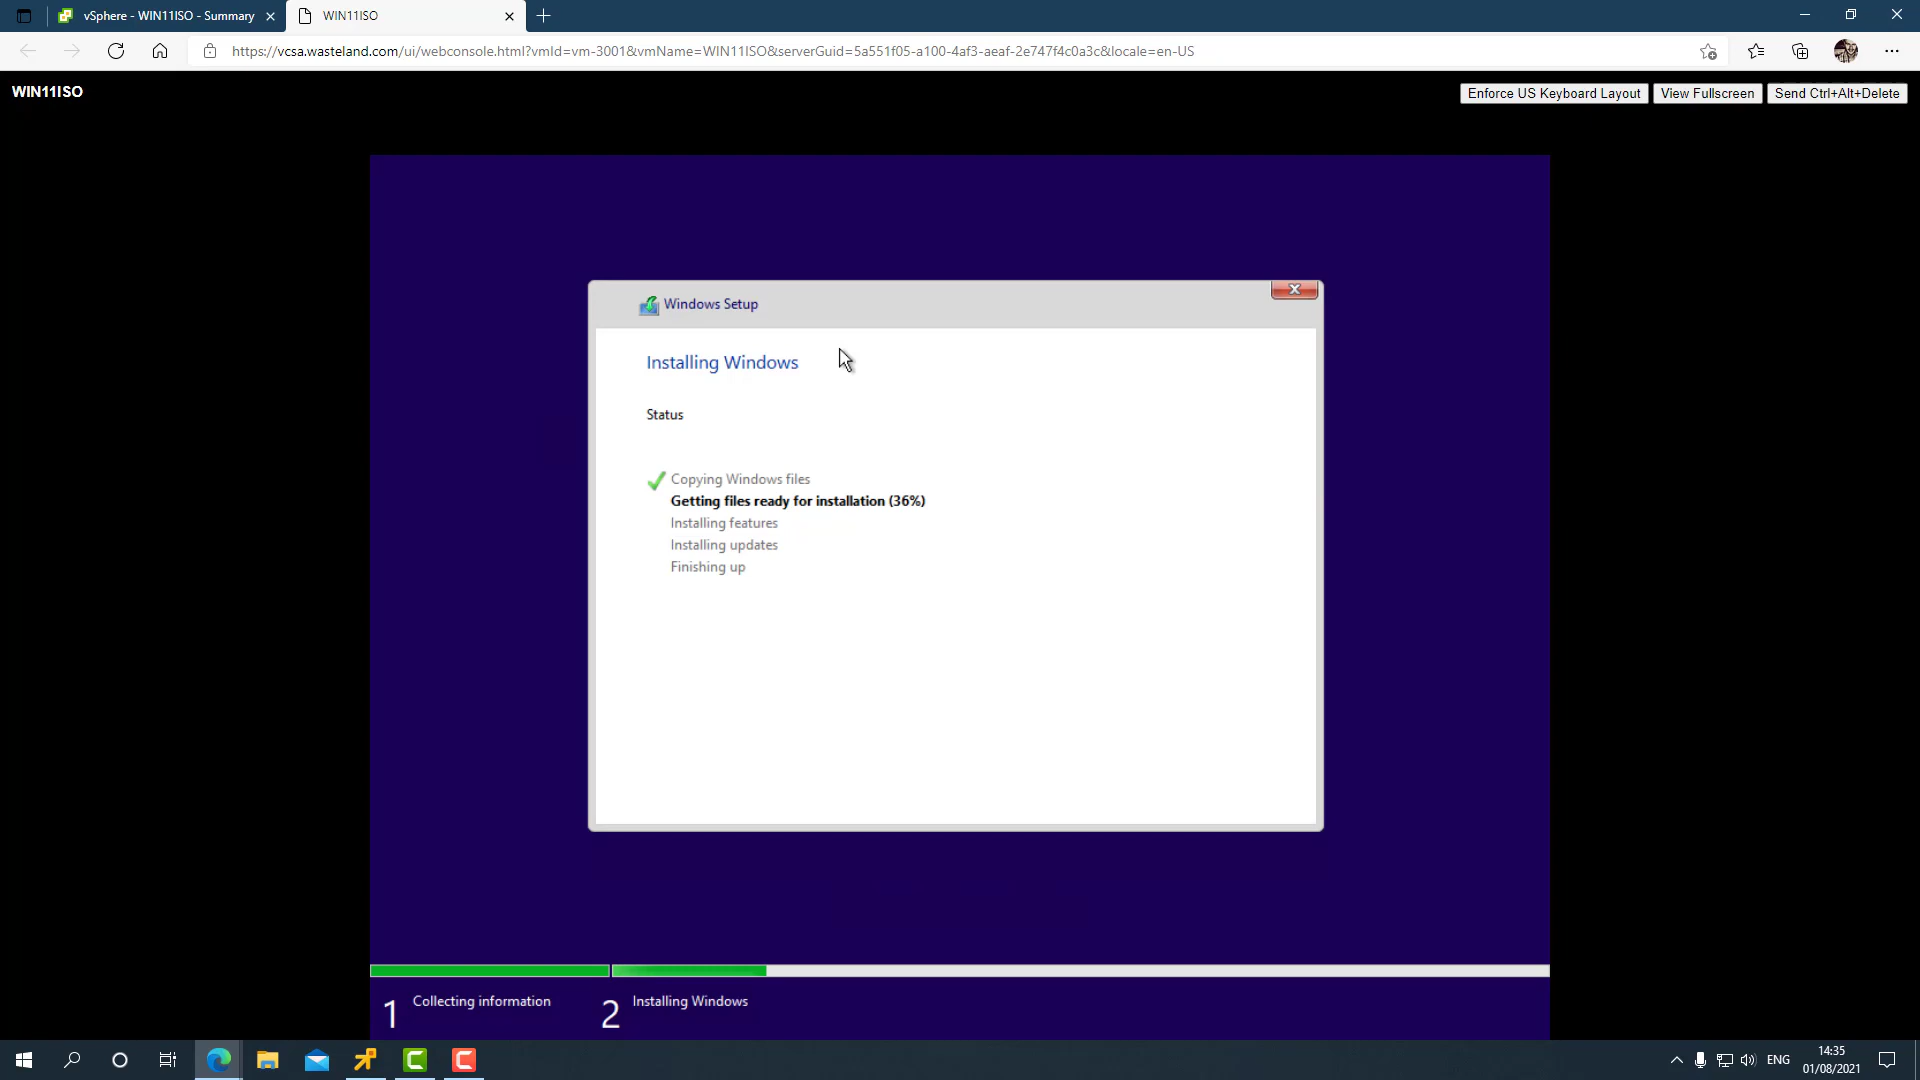 vSphere - WIN11ISO - Summary
WIN11ISO
https://vcsa.wasteland.com/ui/webconsole.html?vmId=vm-3001&vmName=WIN11ISO&serverGuid=5a551f05-a100-4af3-aeaf-2e747f4c0a3c&locale=en-US
WIN11ISO
Enforce US Keyboard Layout
View Fullscreen
Send Ctrl+Alt+Delete
Windows Setup
Installing Windows
Status
Copying Windows files
Getting files ready for installation (36%)
Installing features
Installing updates
Finishing up
1 Collecting information
2 Installing Windows
ENG
14:35
01/08/2021